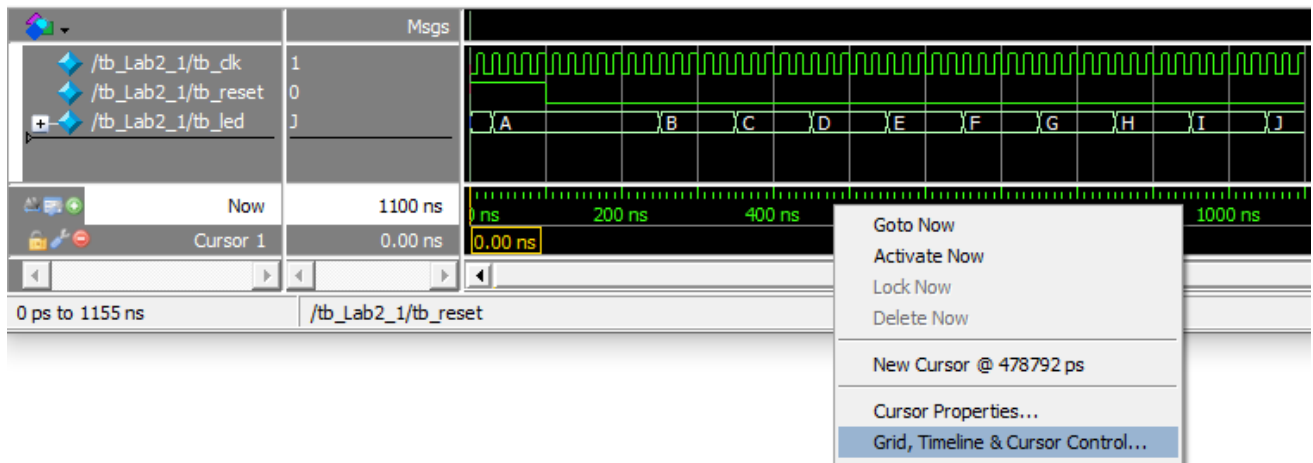 Msgs
/tb_Lab2_1/tb_clk 1
/tb_Lab2_1/tb_reset 0
/tb_Lab2_1/tb_led J A B C D E F G H I J
Now 1100 ns 200 ns 400 ns 1000 ns
Cursor 1 0.00 ns 0.00 ns
0 ps to 1155 ns /tb_Lab2_1/tb_reset
Goto Now
Activate Now
Lock Now
Delete Now
New Cursor @ 478792 ps
Cursor Properties...
Grid, Timeline & Cursor Control...